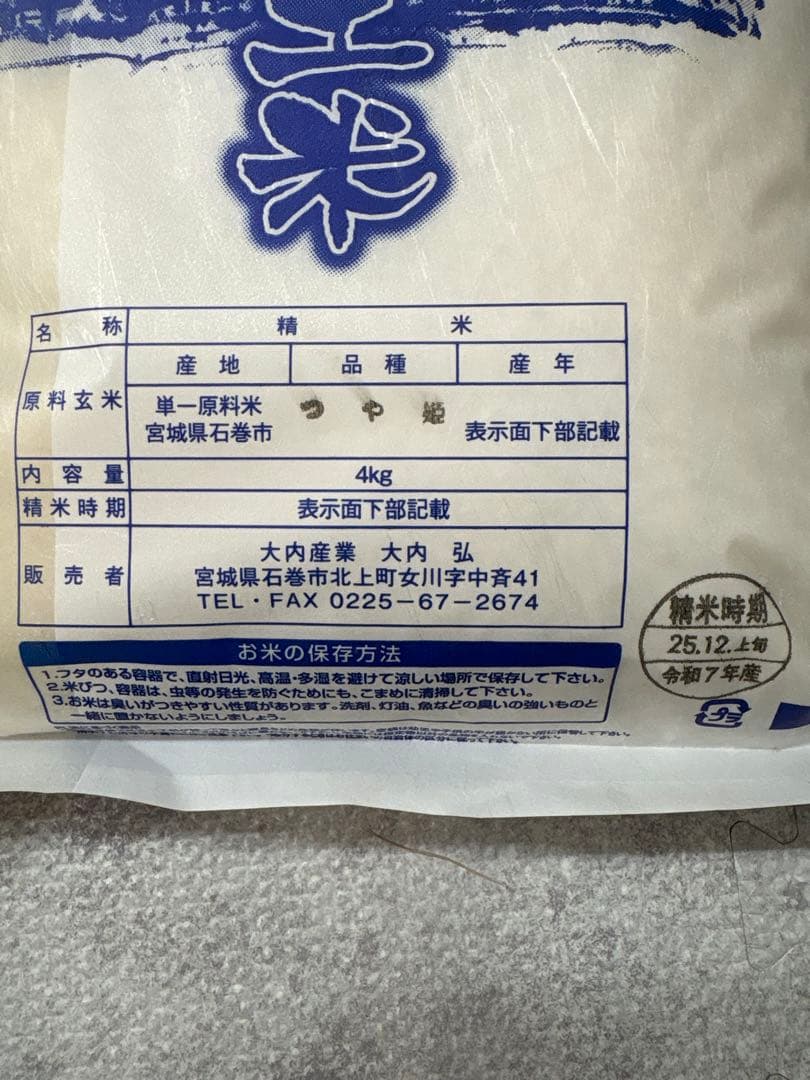 米
名称 精米
原料玄米 産地 品種 産年
単一原料米 つや姫
宮城県石巻市 表示面下部記載
内容量 4kg
精米時期 表示面下部記載
販売者 大内産業 大内 弘
宮城県石巻市北上町女川字中斉41
TEL・FAX 0225-67-2674
精米時期
25.12.上旬
令和7年産
お米の保存方法
1.フタのある容器で、直射日光、高温・多湿を避けて涼しい場所で保存して下さい。
2.米びつ、容器は、虫等の発生を防ぐためにも、こまめに清掃して下さい。
3.お米は臭いがつきやすい性質があります。洗剤、灯油、魚などの臭いの強いものと
一緒に置かないようにしましょう。
プラ